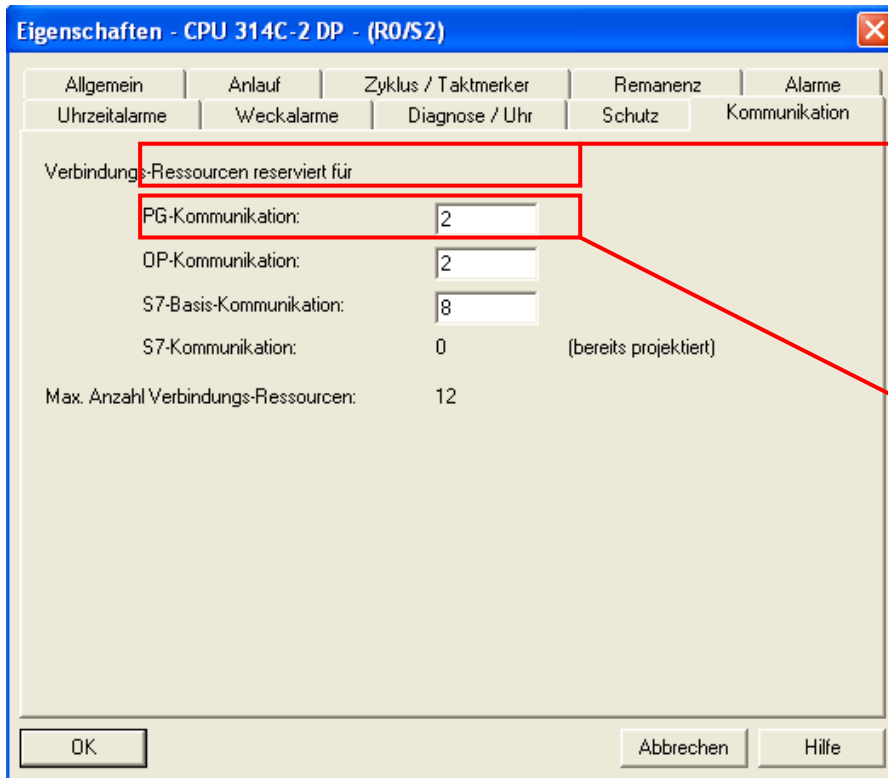 Eigenschaften - CPU 314C-2 DP - (R0/S2)
Allgemein Anlauf Zyklus / Taktmerker Remanenz Alarme
Uhrzeitalarme Weckalarme Diagnose / Uhr Schutz Kommunikation
Verbindungs-Ressourcen reserviert für
PG-Kommunikation: 2
OP-Kommunikation: 2
S7-Basis-Kommunikation: 8
S7-Kommunikation: 0 (bereits projektiert)
Max. Anzahl Verbindungs-Ressourcen: 12
OK Abbrechen Hilfe